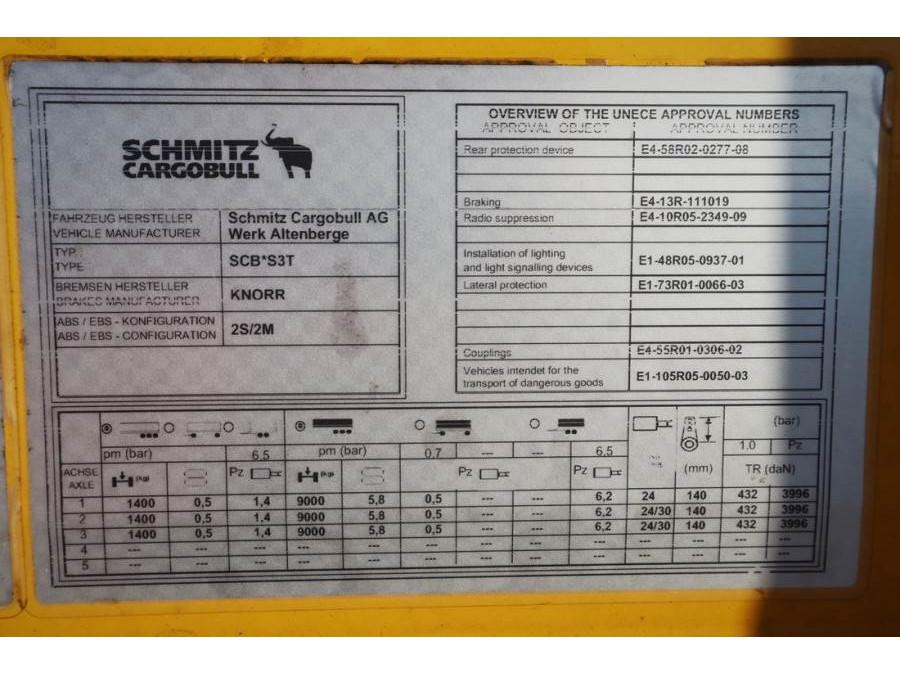 SCHMITZ
CARGOBULL
FAHRZEUG HERSTELLER
VEHICLE MANUFACTURER
Schmitz Cargobull AG
Werk Altenberge
TYP
TYPE
SCB*S3T
BREMSEN HERSTELLER
BRAKES MANUFACTURER
KNORR
ABS / EBS - KONFIGURATION
ABS / EBS - CONFIGURATION
2S/2M
OVERVIEW OF THE UNECE APPROVAL NUMBERS
APPROVAL OBJECT APPROVAL NUMBER
Rear protection device E4-58R02-0277-08
Braking E4-13R-111019
Radio suppression E4-10R05-2349-09
Installation of lighting
and light signalling devices E1-48R05-0937-01
Lateral protection E1-73R01-0066-03
Couplings E4-55R01-0306-02
Vehicles intendet for the
transport of dangerous goods E1-105R05-0050-03
(bar)
pm (bar) 6.5 pm (bar) 0.7 --- --- 6.5 1.0 Pz
ACHSE
AXLE
(kg) Pz (kg) Pz Pz (mm) TR (daN)
1 1400 0,5 1,4 9000 5,8 0,5 --- --- 6,2 24 140 432 3996
2 1400 0,5 1,4 9000 5,8 0,5 --- --- 6,2 24/30 140 432 3996
3 1400 0,5 1,4 9000 5,8 0,5 --- --- 6,2 24/30 140 432 3996
4 --- --- --- --- --- --- --- --- --- --- --- --- ---
5 --- --- --- --- --- --- --- --- --- --- --- --- ---